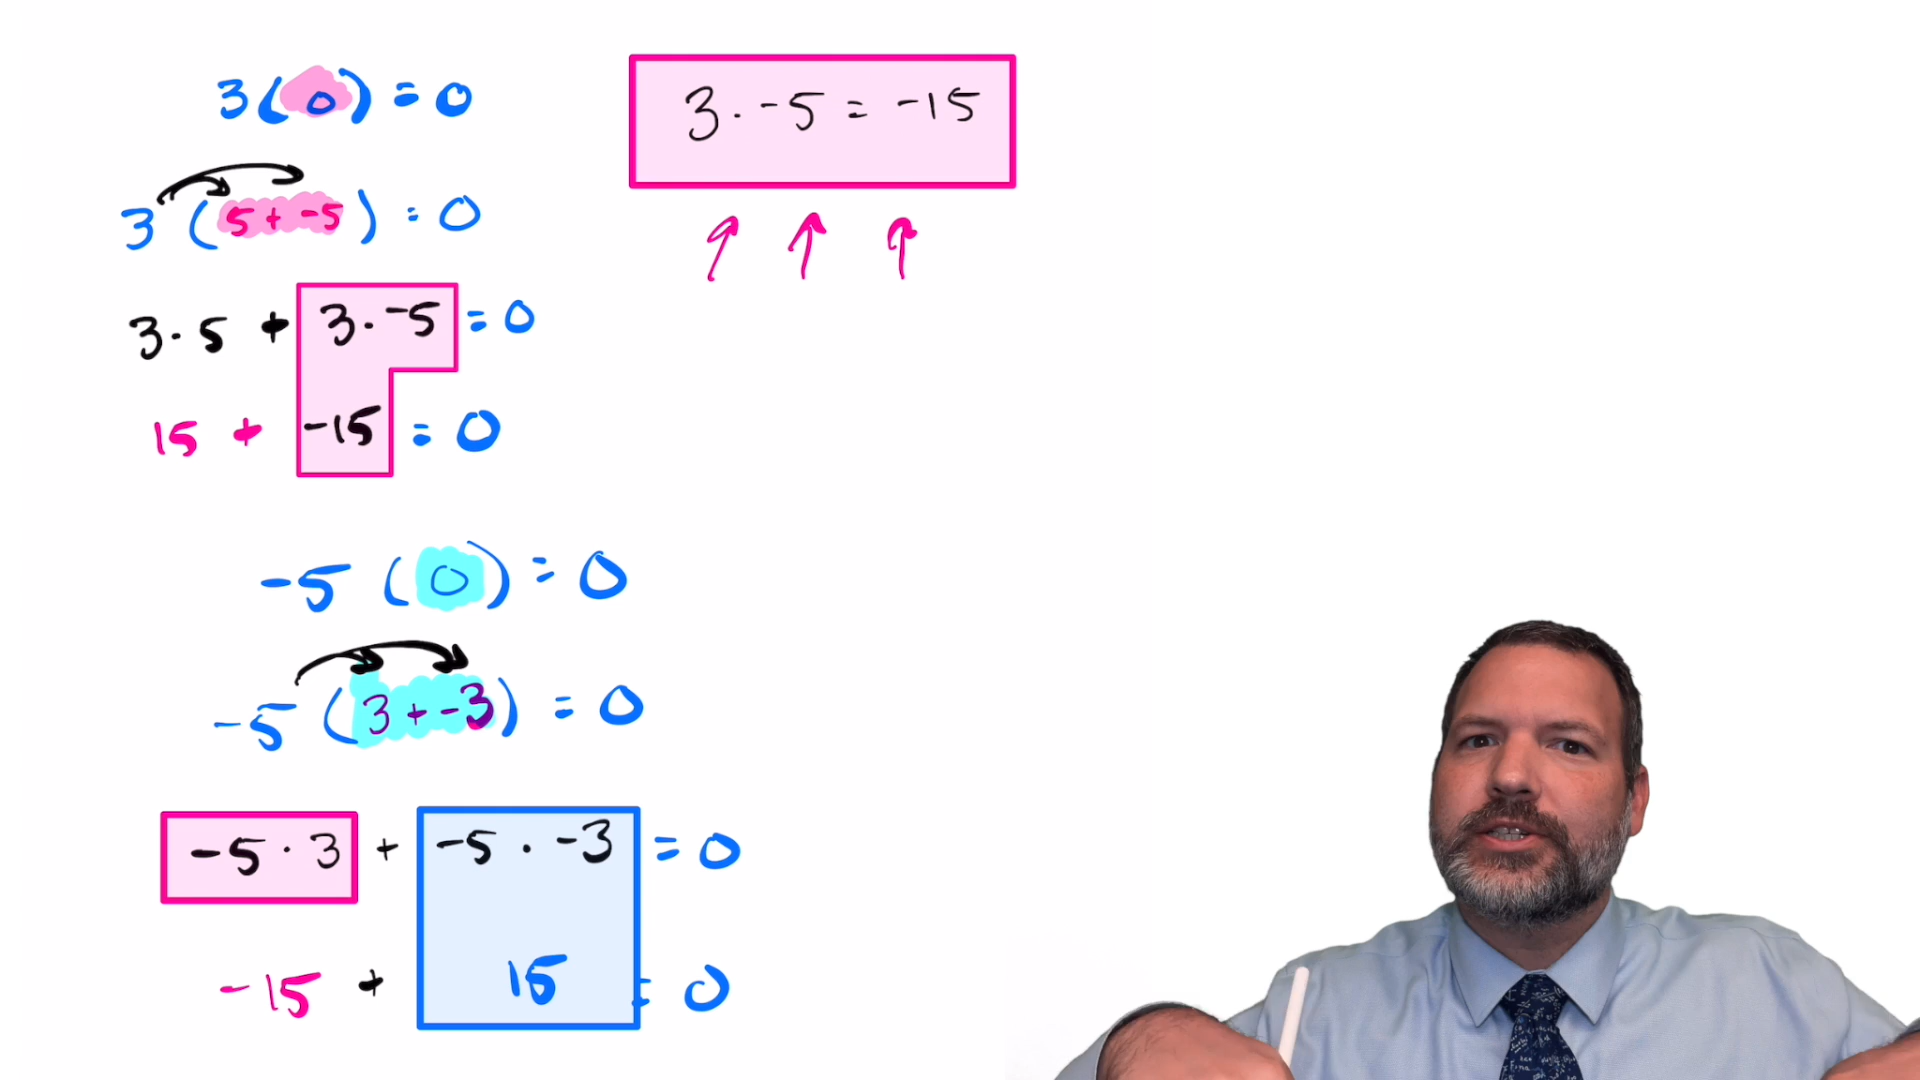 3(0) = 0
3(5 + -5) = 0
3 · 5 + 3 · -5 = 0
15 + -15 = 0
3 · -5 = -15
-5(0) = 0
-5(3 + -3) = 0
-5 · 3 + -5 · -3 = 0
-15 + 15 = 0